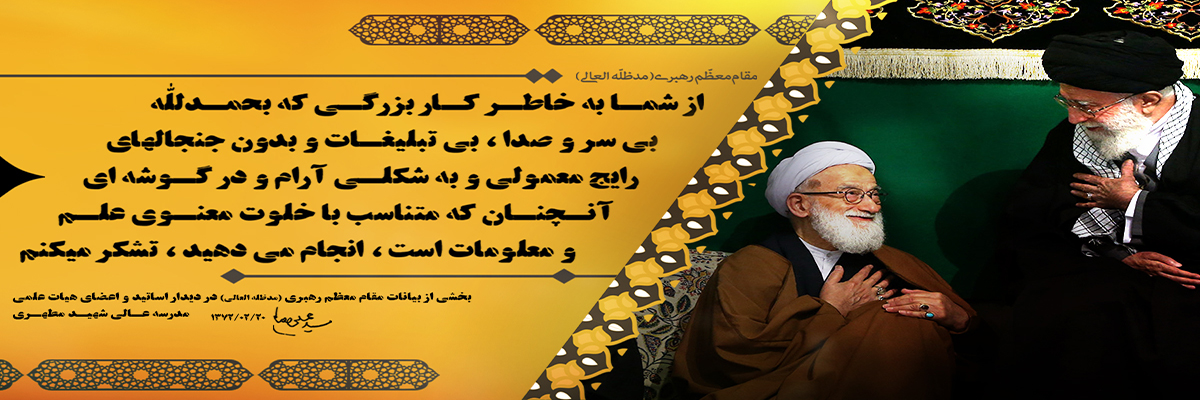 مقام معظّم رهبری (مدظلّه العالی)
از شما به خاطر کار بزرگی که بحمدلله
بی سر و صدا ، بی تبلیغات و بدون جنجالهای
رایج معمولی و به شکلی آرام و در گوشه ای
آنچنان که متناسب با خلوت معنوی علم
و معلومات است ، انجام می دهید ، تشکر میکنم
بخشی از بیانات مقام معظم رهبری (مدظله العالی) در دیدار اساتید و اعضای هیات علمی
مدرسه عالی شهید مطهری ۱۳۷۲/۰۲/۲۰